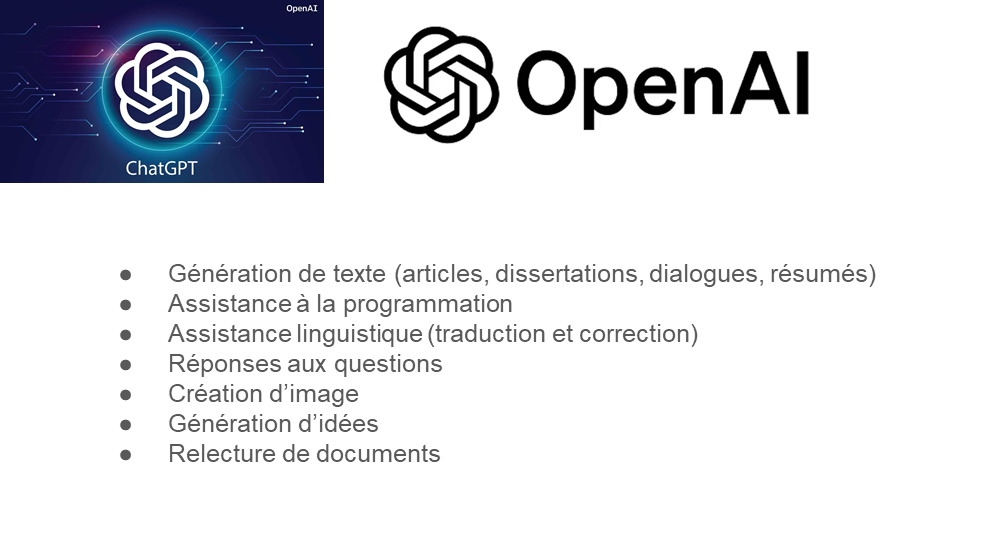 OpenAI
ChatGPT
OpenAI
● Génération de texte (articles, dissertations, dialogues, résumés)
● Assistance à la programmation
● Assistance linguistique (traduction et correction)
● Réponses aux questions
● Création d’image
● Génération d’idées
● Relecture de documents